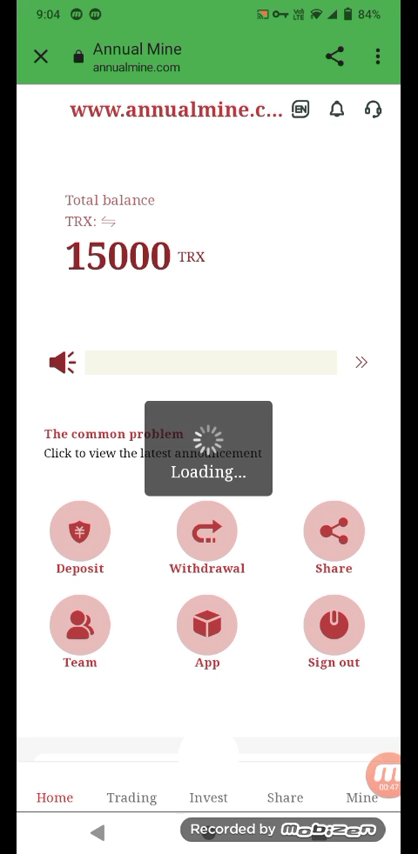 9:04
VoI LTE
84%
Annual Mine
annualmine.com
www.annualmine.c...
EN
Total balance
TRX:
15000 TRX
The common problem
Click to view the latest announcement
Loading...
Deposit
Withdrawal
Share
Team
App
Sign out
00:47
Home
Trading
Invest
Share
Mine
Recorded by mobizen